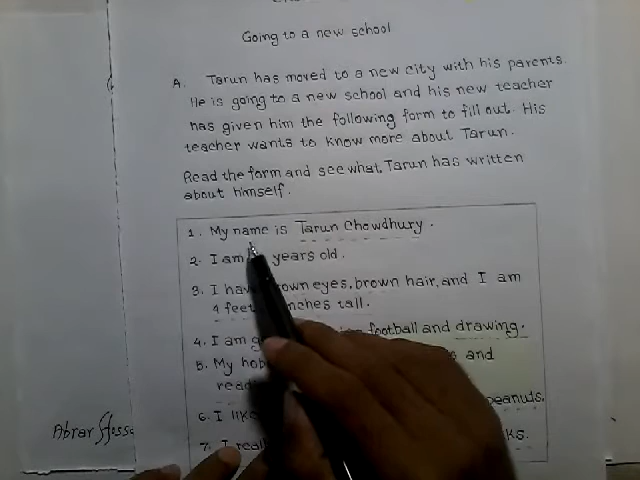 Going to a new school
A. Tarun has moved to a new city with his parents.
He is going to a new school and his new teacher
has given him the following form to fill out. His
teacher wants to know more about Tarun.
Read the form and see what Tarun has written
about himself.
1. My name is Tarun Chowdhury.
2. I am years old.
3. I have brown eyes, brown hair, and I am
4 feet inches tall.
4. I am football and drawing.
5. My and
6. I like peanuts.
Abrar
7. I